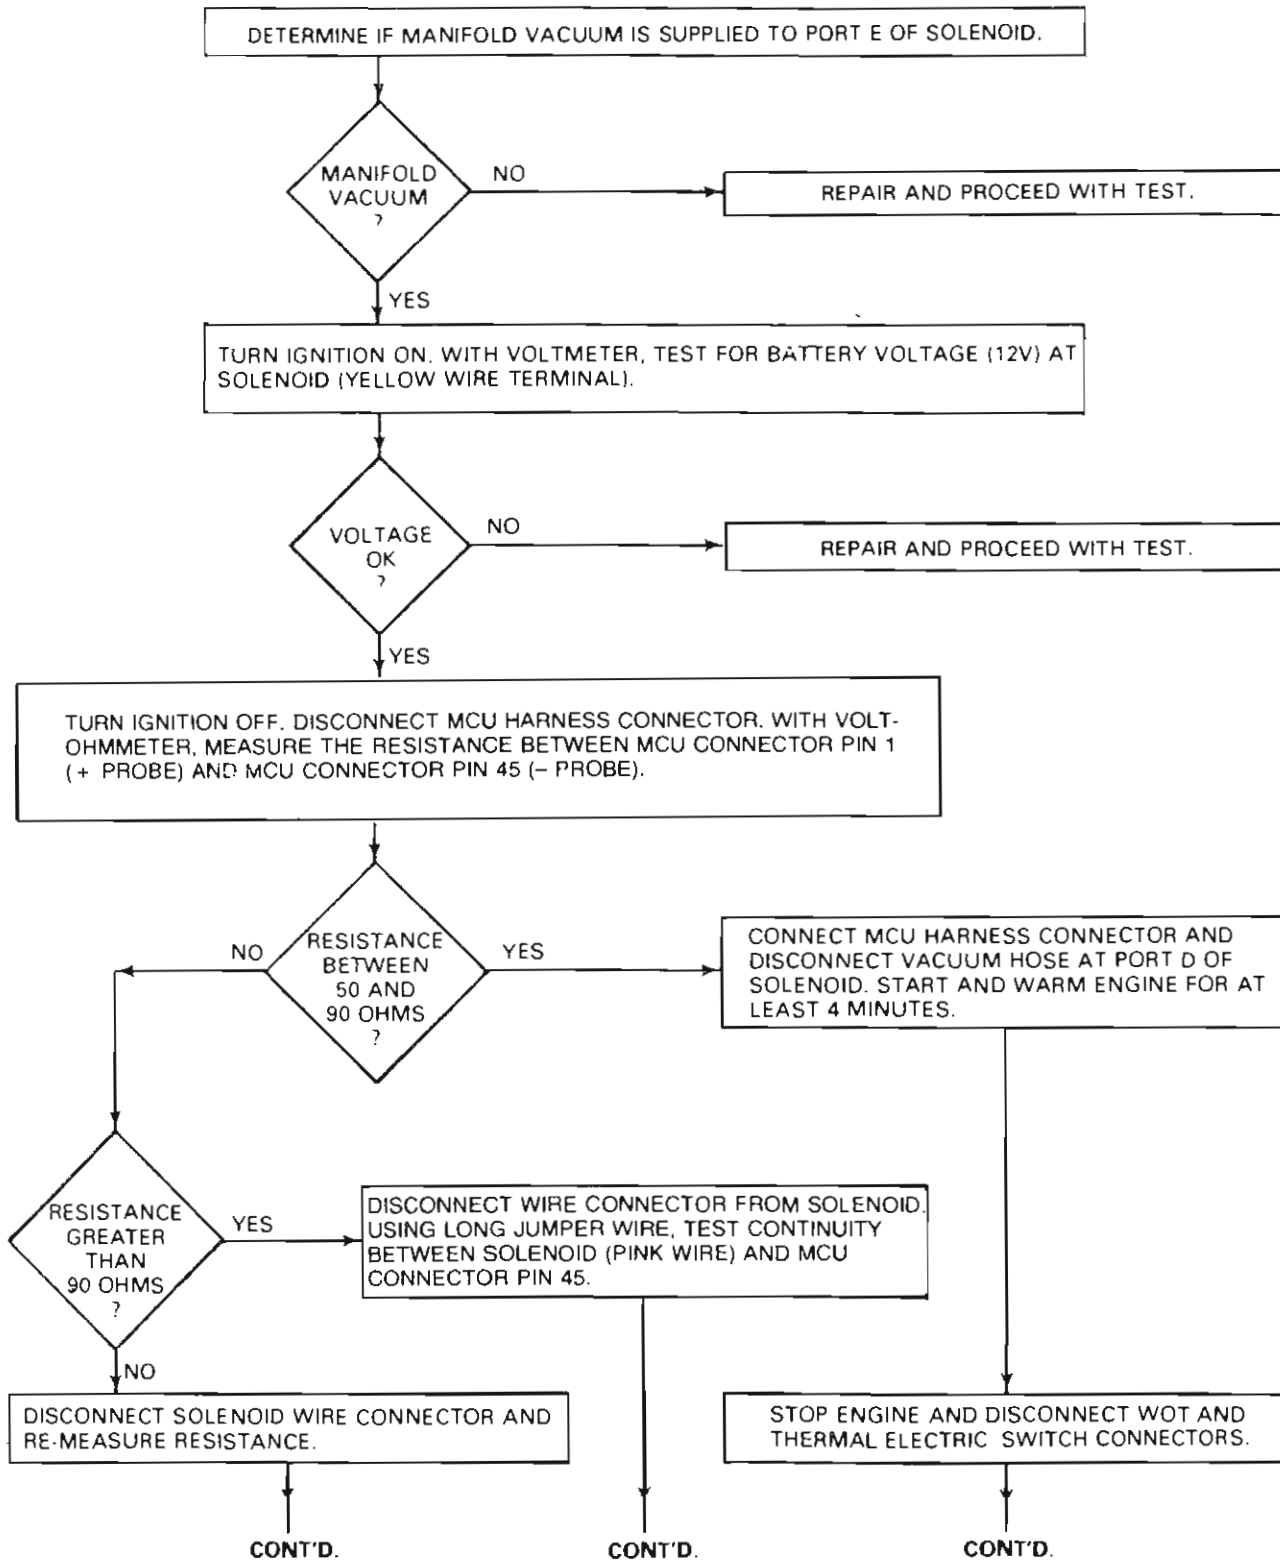 DETERMINE IF MANIFOLD VACUUM IS SUPPLIED TO PORT E OF SOLENOID.
MANIFOLD
VACUUM
?
NO
REPAIR AND PROCEED WITH TEST.
YES
TURN IGNITION ON. WITH VOLTMETER, TEST FOR BATTERY VOLTAGE (12V) AT
SOLENOID (YELLOW WIRE TERMINAL).
VOLTAGE
OK
?
NO
REPAIR AND PROCEED WITH TEST.
YES
TURN IGNITION OFF. DISCONNECT MCU HARNESS CONNECTOR. WITH VOLT-
OHMMETER, MEASURE THE RESISTANCE BETWEEN MCU CONNECTOR PIN 1
(+ PROBE) AND MCU CONNECTOR PIN 45 (– PROBE).
RESISTANCE
BETWEEN
50 AND
90 OHMS
?
NO
YES
CONNECT MCU HARNESS CONNECTOR AND
DISCONNECT VACUUM HOSE AT PORT D OF
SOLENOID. START AND WARM ENGINE FOR AT
LEAST 4 MINUTES.
RESISTANCE
GREATER
THAN
90 OHMS
?
YES
DISCONNECT WIRE CONNECTOR FROM SOLENOID.
USING LONG JUMPER WIRE, TEST CONTINUITY
BETWEEN SOLENOID (PINK WIRE) AND MCU
CONNECTOR PIN 45.
NO
DISCONNECT SOLENOID WIRE CONNECTOR AND
RE-MEASURE RESISTANCE.
STOP ENGINE AND DISCONNECT WOT AND
THERMAL ELECTRIC SWITCH CONNECTORS.
CONT'D.
CONT'D.
CONT'D.